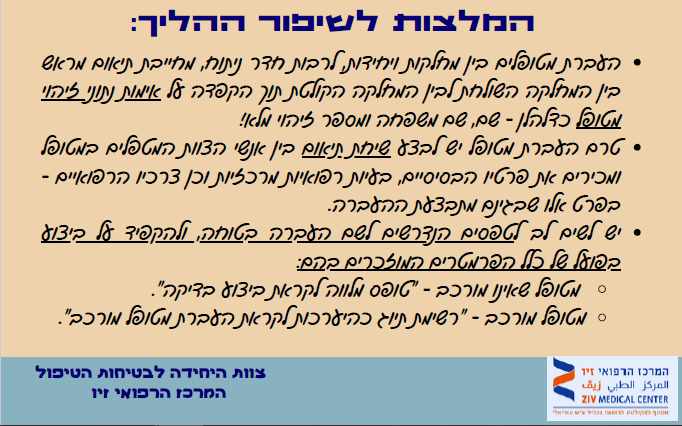 המלצות לשיפור ההליך:
• העברת מטופלים בין מחלקות ויחידות, לרבות חדר ניתוח, מחייבת תיאום מראש
בין המחלקה השולחת לבין המחלקה הקולטת תוך הקפדה על אימות נתוני זיהוי
מטופל כדלהלן - שם, שם משפחה ומספר זיהוי מלא!
• טרם העברת מטופל יש לבצע שיחת תיאום בין אנשי הצוות המטפלים במטופל
ומכירים את פרטיו הבסיסיים, בעיות רפואיות מרכזיות וכן צרכיו הרפואיים -
בפרט אלו שבגינם מתבצעת ההעברה.
• יש לשים לב לטפסים הנדרשים לשם העברה בטוחה, ולהקפיד על ביצוע
בפועל של כלל הפרמטרים המוזכרים בהם:
○ מטופל שאינו מורכב - "טופס מלווה לקראת ביצוע בדיקה".
○ מטופל מורכב - "רשימת תיוג כהיערכות לקראת העברת מטופל מורכב".
צוות היחידה לבטיחות הטיפול
המרכז הרפואי זיו
המרכז הרפואי זיו
المركز الطبي زيڤ
ZIV MEDICAL CENTER